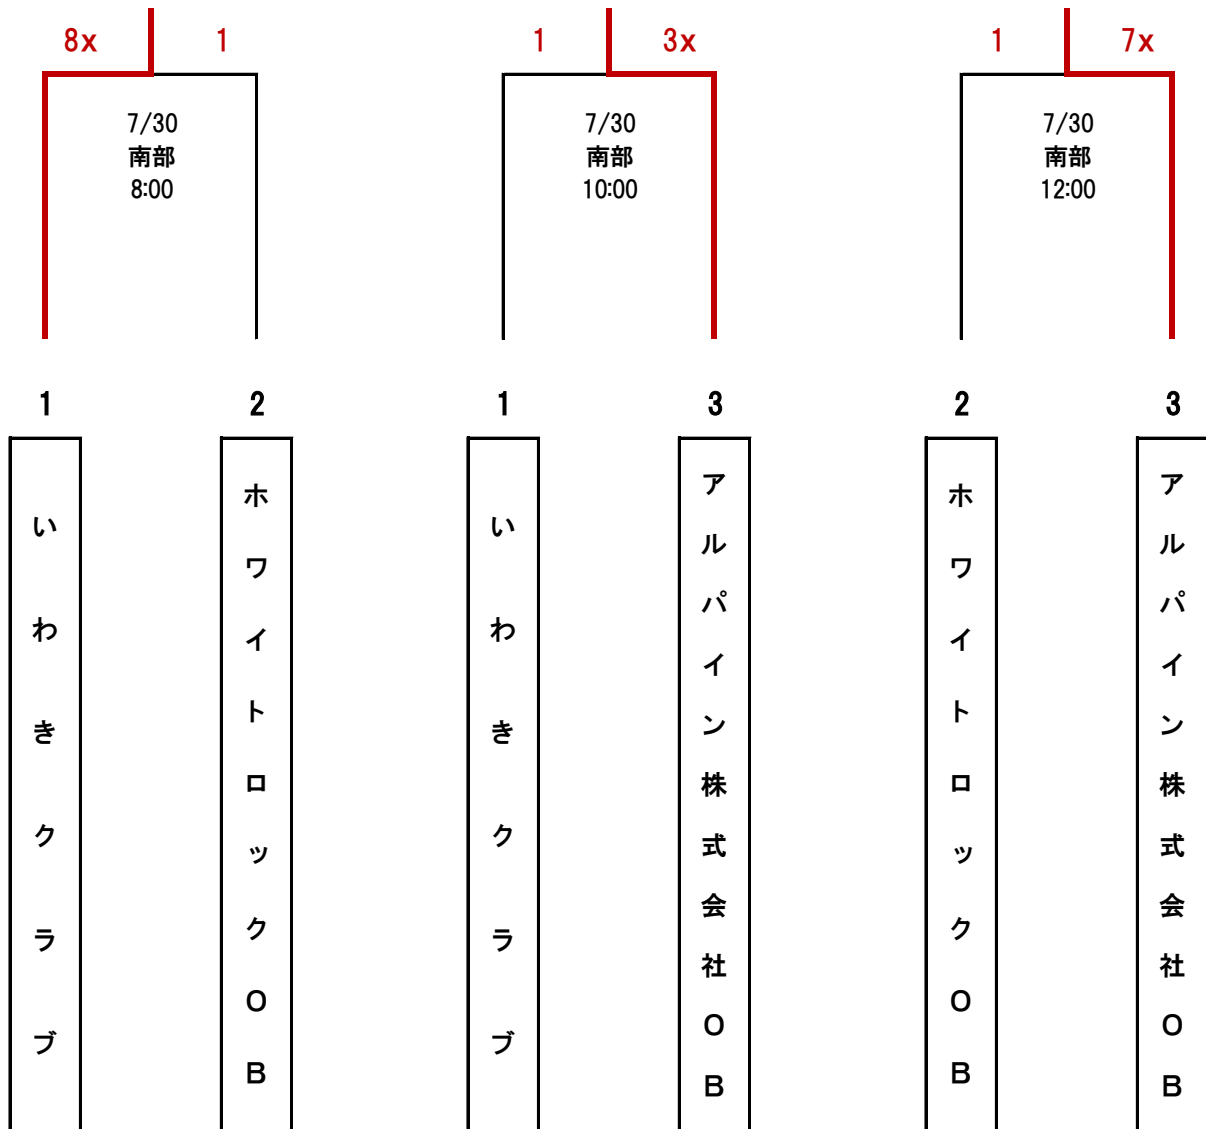 8x 1
7/30
南部
8:00
1 3x
7/30
南部
10:00
1 7x
7/30
南部
12:00
1
2
1
3
2
3
いわきクラブ
ホワイトロックOB
いわきクラブ
アルパイン株式会社OB
ホワイトロックOB
アルパイン株式会社OB